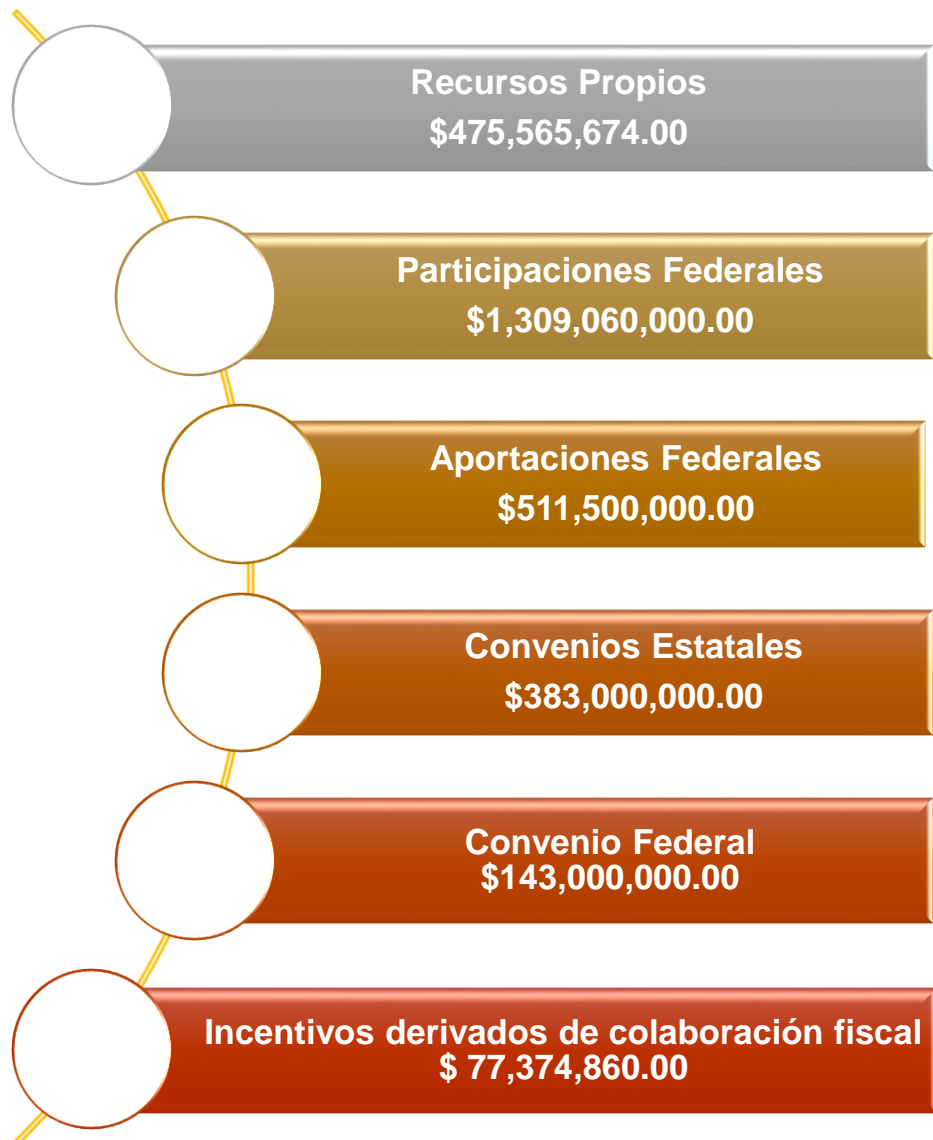 Recursos Propios
$475,565,674.00
Participaciones Federales
$1,309,060,000.00
Aportaciones Federales
$511,500,000.00
Convenios Estatales
$383,000,000.00
Convenio Federal
$143,000,000.00
Incentivos derivados de colaboración fiscal
$ 77,374,860.00